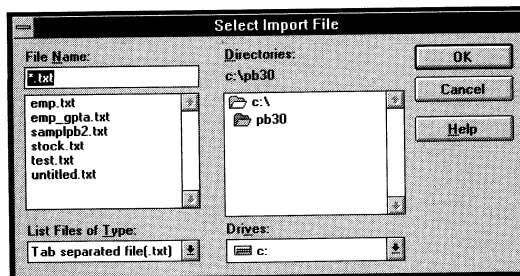 Select Import File
File Name:
*.txt
emp.txt
emp_gpta.txt
samplpb2.txt
stock.txt
test.txt
untitled.txt
List Files of Type:
Tab separated file(.txt)
Directories:
c:\pb30
c:\
pb30
Drives:
c:
OK
Cancel
Help